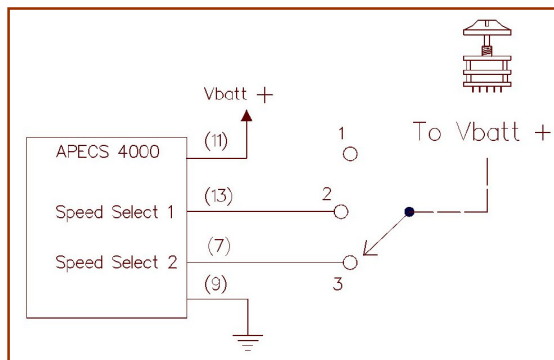 Vbatt +
1
To Vbatt +
APECS 4000
(11)
Speed Select 1
(13)
2
Speed Select 2
(7)
3
(9)